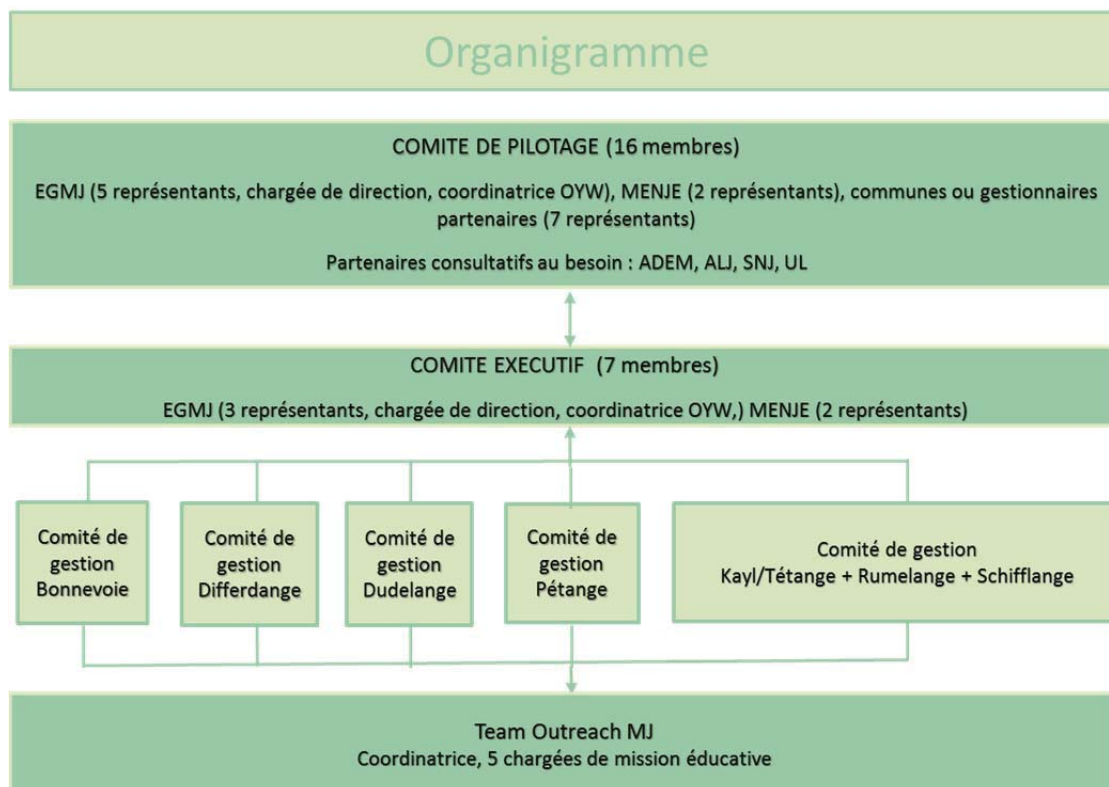 Organigramme
COMITE DE PILOTAGE (16 membres)
EGMJ (5 représentants, chargée de direction, coordinatrice OYW), MENJE (2 représentants), communes ou gestionnaires
partenaires (7 représentants)
Partenaires consultatifs au besoin : ADEM, ALJ, SNJ, UL
COMITE EXECUTIF (7 membres)
EGMJ (3 représentants, chargée de direction, coordinatrice OYW,) MENJE (2 représentants)
Comité de
gestion
Bonnevoie
Comité de
gestion
Differdange
Comité de
gestion
Dudelange
Comité de
gestion
Pétange
Comité de gestion
Kayl/Tétange + Rumelange + Schifflange
Team Outreach MJ
Coordinatrice, 5 chargées de mission éducative